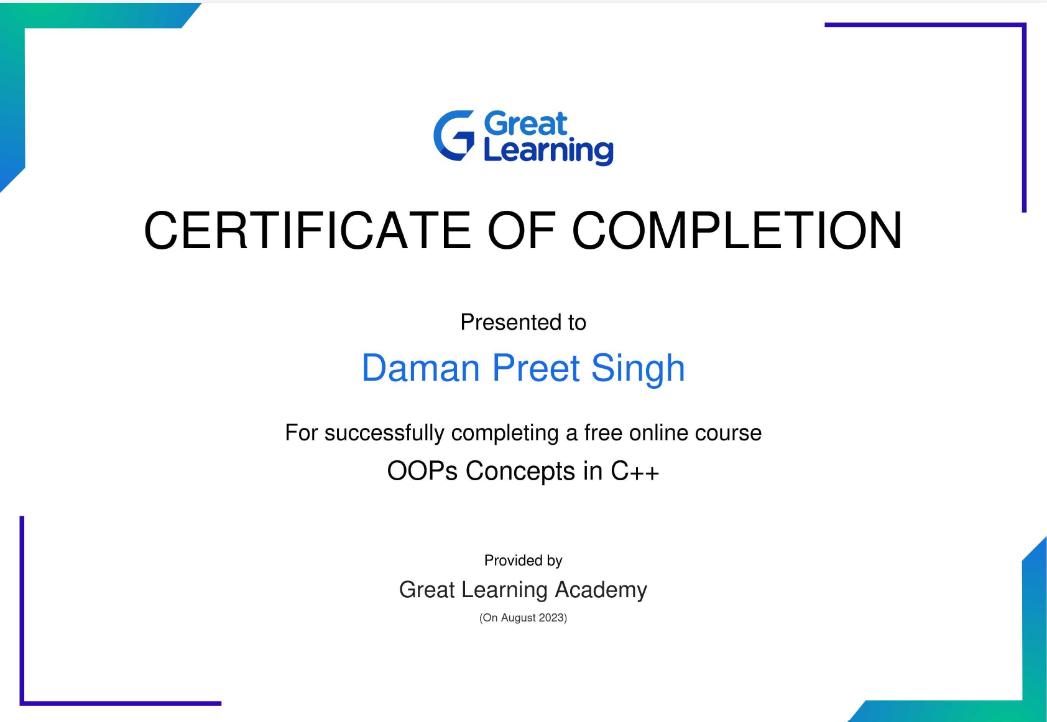 Great
Learning
CERTIFICATE OF COMPLETION
Presented to
Daman Preet Singh
For successfully completing a free online course
OOPs Concepts in C++
Provided by
Great Learning Academy
(On August 2023)